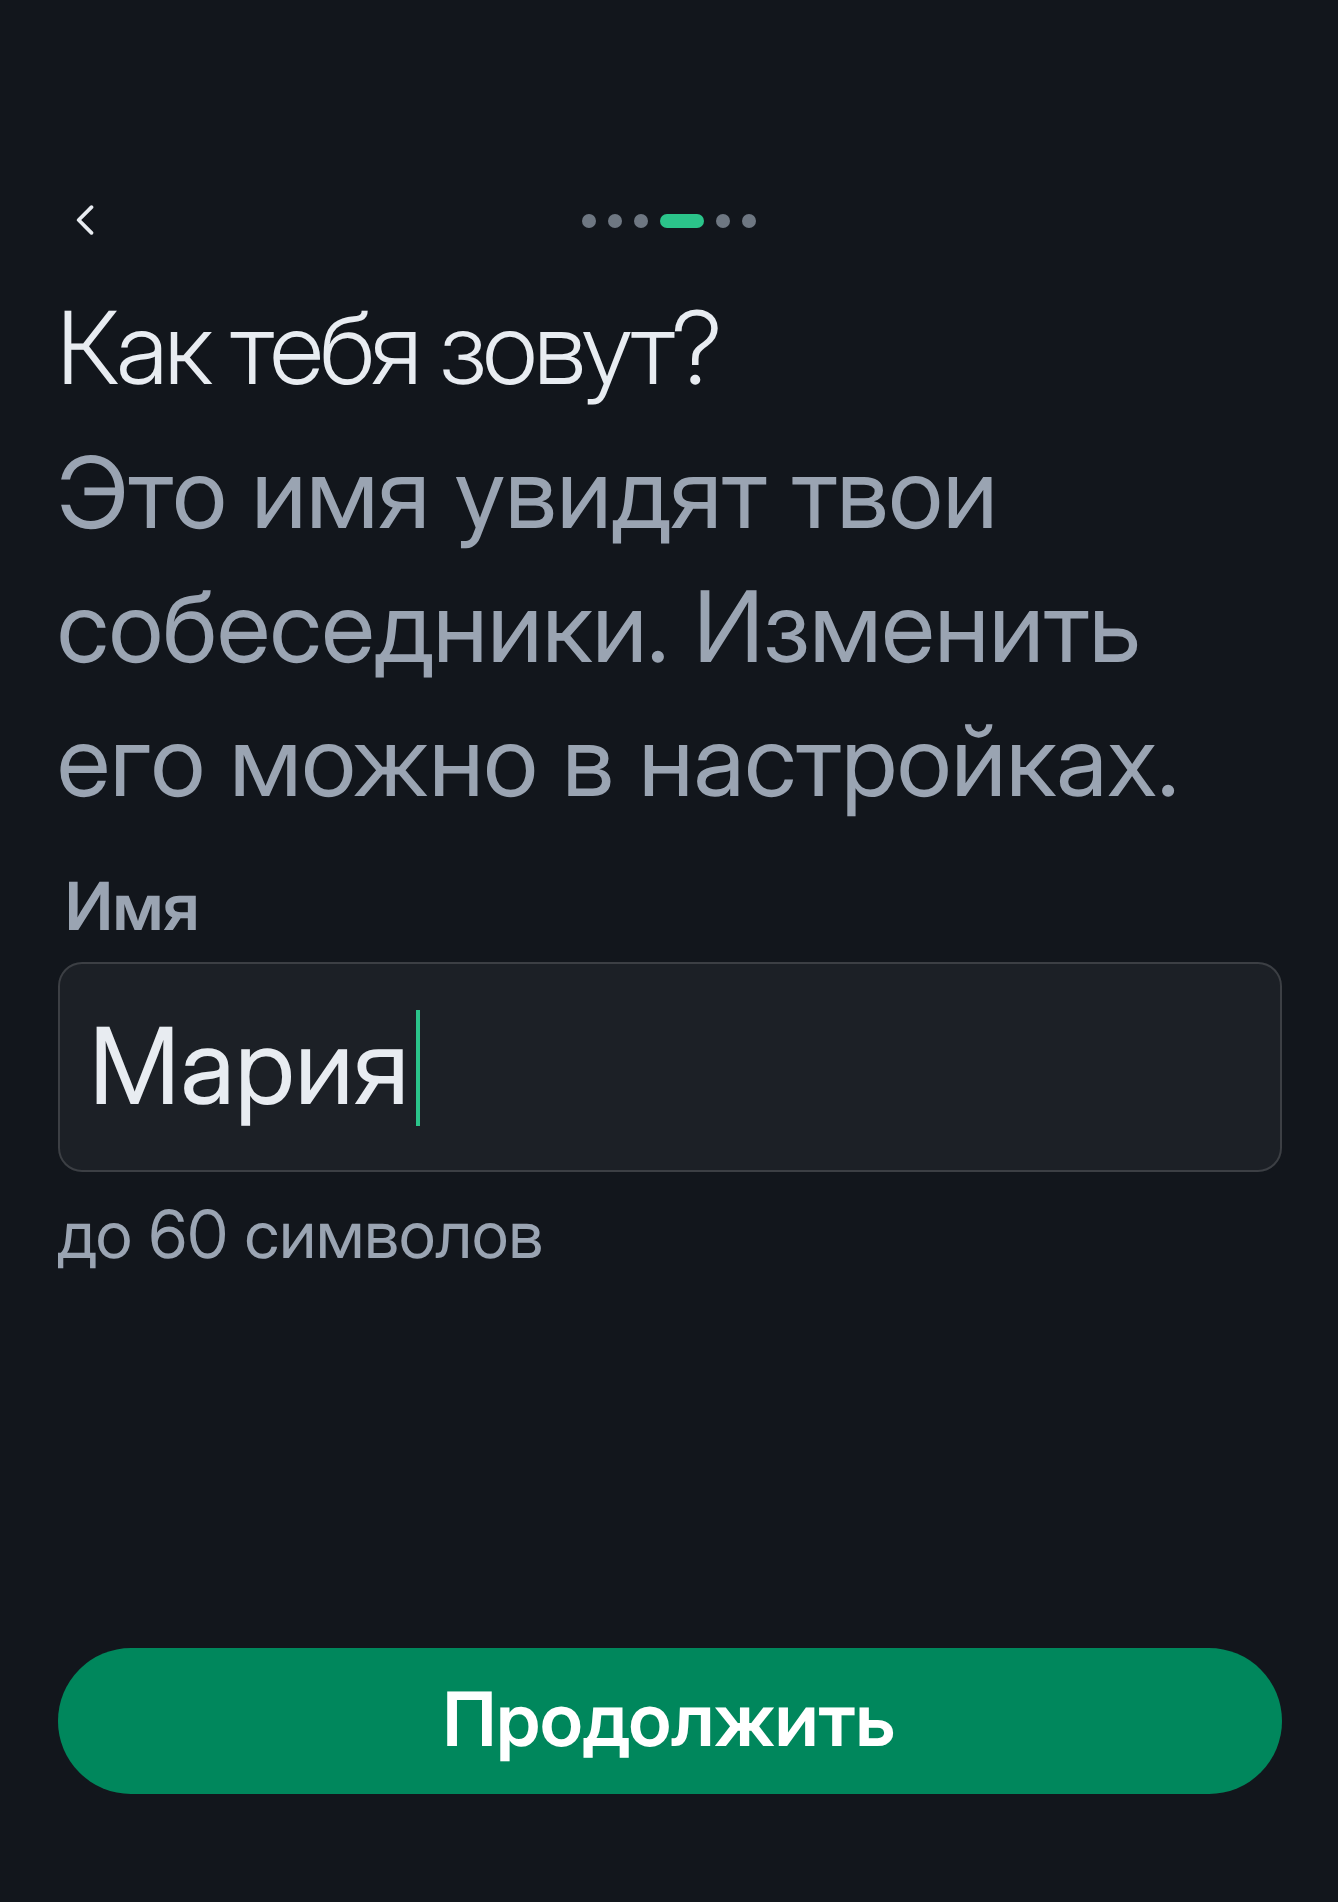 Как тебя зовут?
Это имя увидят твои
собеседники. Изменить
его можно в настройках.
Имя
Мария
до 60 символов
Продолжить